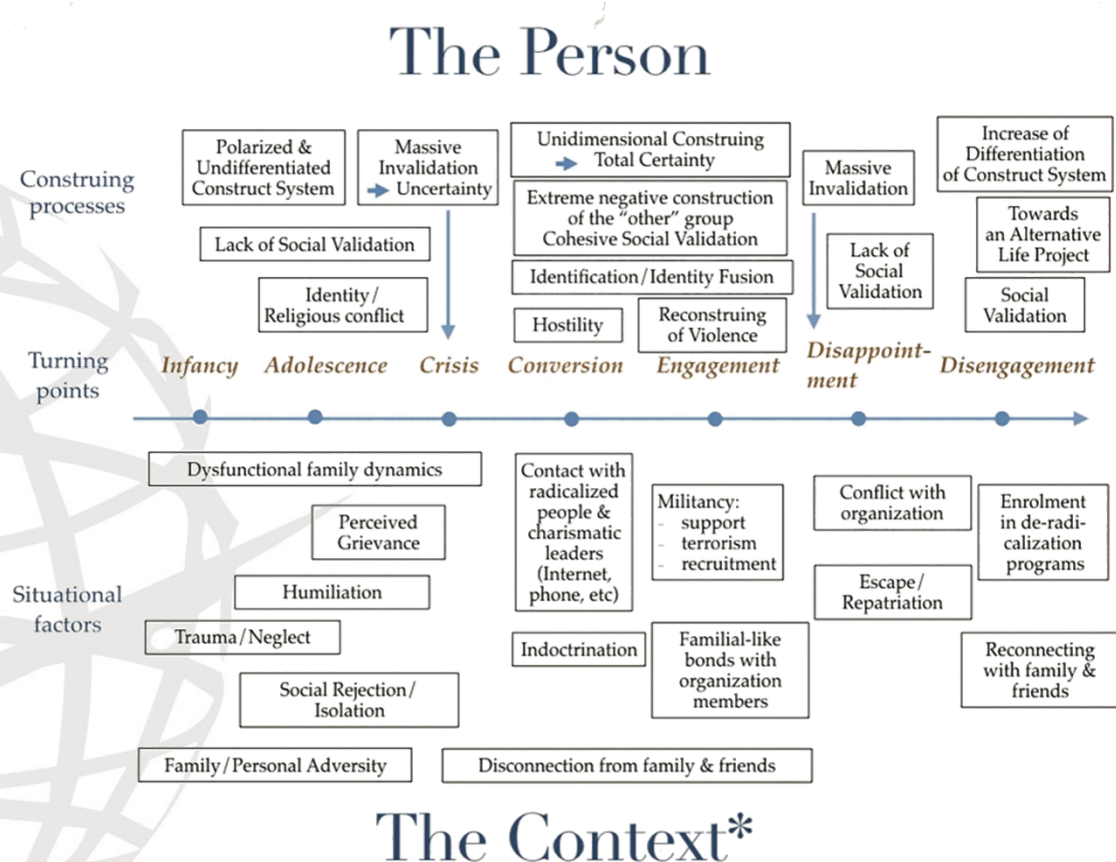 The Person
Construing
processes
Polarized &
Undifferentiated
Construct System
Lack of Social Validation
Identity/
Religious conflict
Massive
Invalidation
Uncertainty
Unidimensional Construing
Total Certainty
Extreme negative construction
of the “other” group
Cohesive Social Validation
Identification/Identity Fusion
Hostility
Reconstruing
of Violence
Massive
Invalidation
Lack of
Social
Validation
Increase of
Differentiation
of Construct System
Towards
an Alternative
Life Project
Social
Validation
Turning
points
Infancy
Adolescence
Crisis
Conversion
Engagement
Disappoint-
ment
Disengagement
Situational
factors
Dysfunctional family dynamics
Perceived
Grievance
Humiliation
Trauma/Neglect
Social Rejection/
Isolation
Family/Personal Adversity
Contact with
radicalized
people &
charismatic
leaders
(Internet,
phone, etc)
Indoctrination
Militancy:
- support
- terrorism
- recruitment
Familial-like
bonds with
organization
members
Disconnection from family & friends
Conflict with
organization
Escape/
Repatriation
Enrolment
in de-radi-
calization
programs
Reconnecting
with family &
friends
The Context*